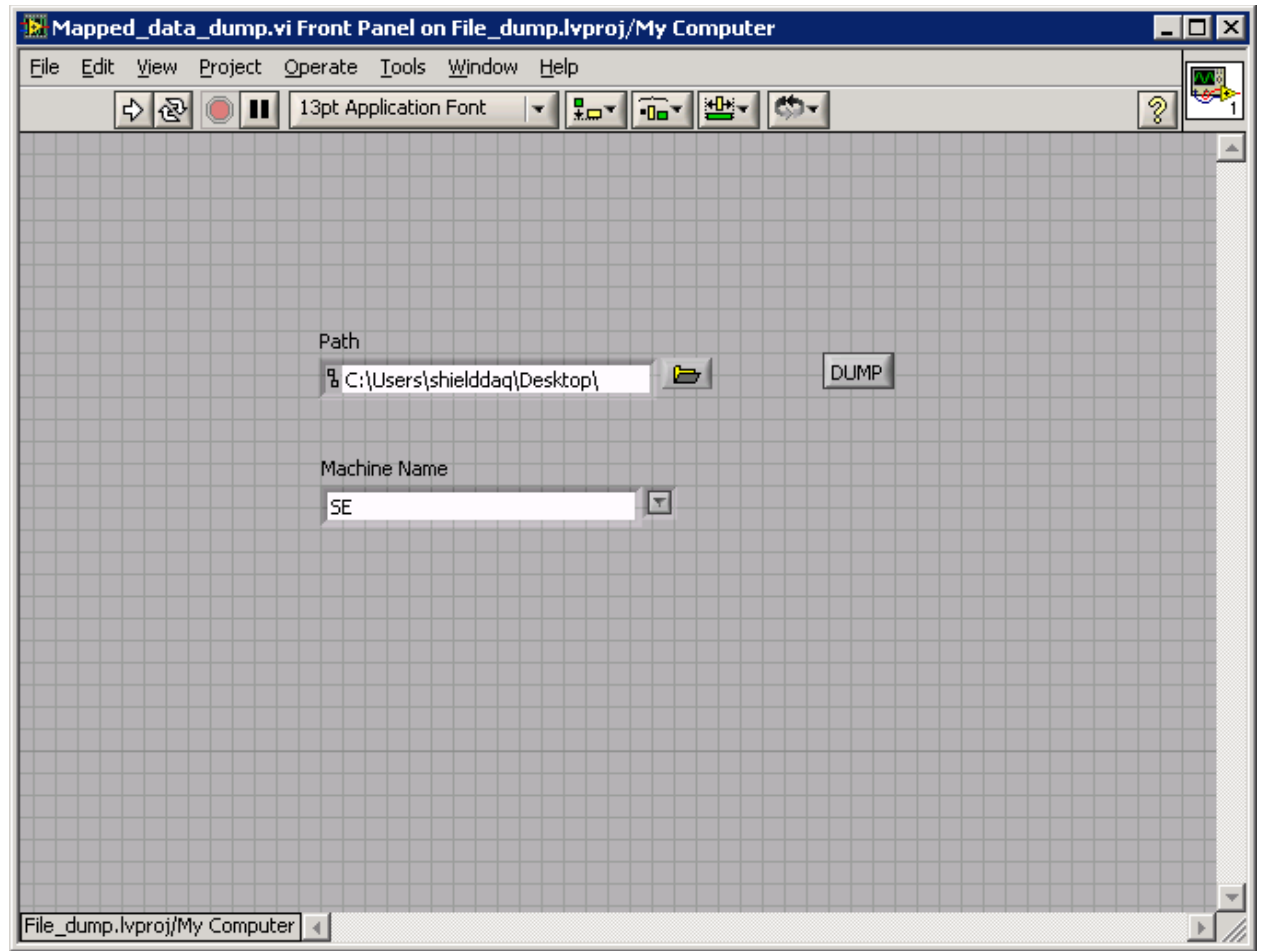 Mapped_data_dump.vi Front Panel on File_dump.lvproj/My Computer
File Edit View Project Operate Tools Window Help
13pt Application Font
1
Path
C:\Users\shielddaq\Desktop\
DUMP
Machine Name
SE
File_dump.lvproj/My Computer